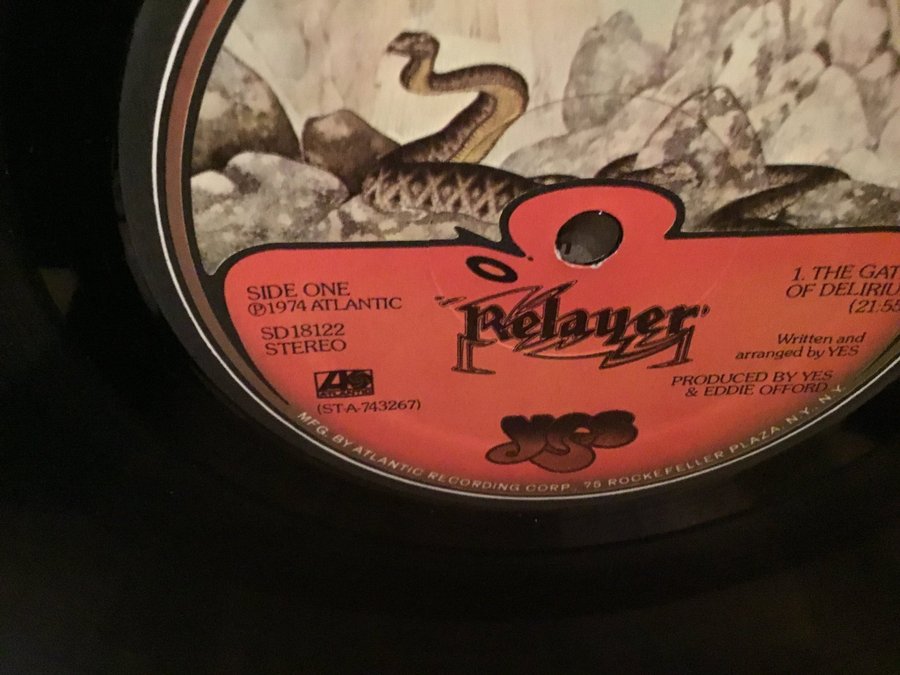 SIDE ONE
℗1974 ATLANTIC
SD 18122
STEREO
ATLANTIC
(ST-A-743267)
Relayer
yes
1. THE GAT
OF DELIRIU
(21:55
Written and
arranged by YES
PRODUCED BY YES
& EDDIE OFFORD
MFG. BY ATLANTIC RECORDING CORP., 75 ROCKEFELLER PLAZA, N.Y., N.Y.